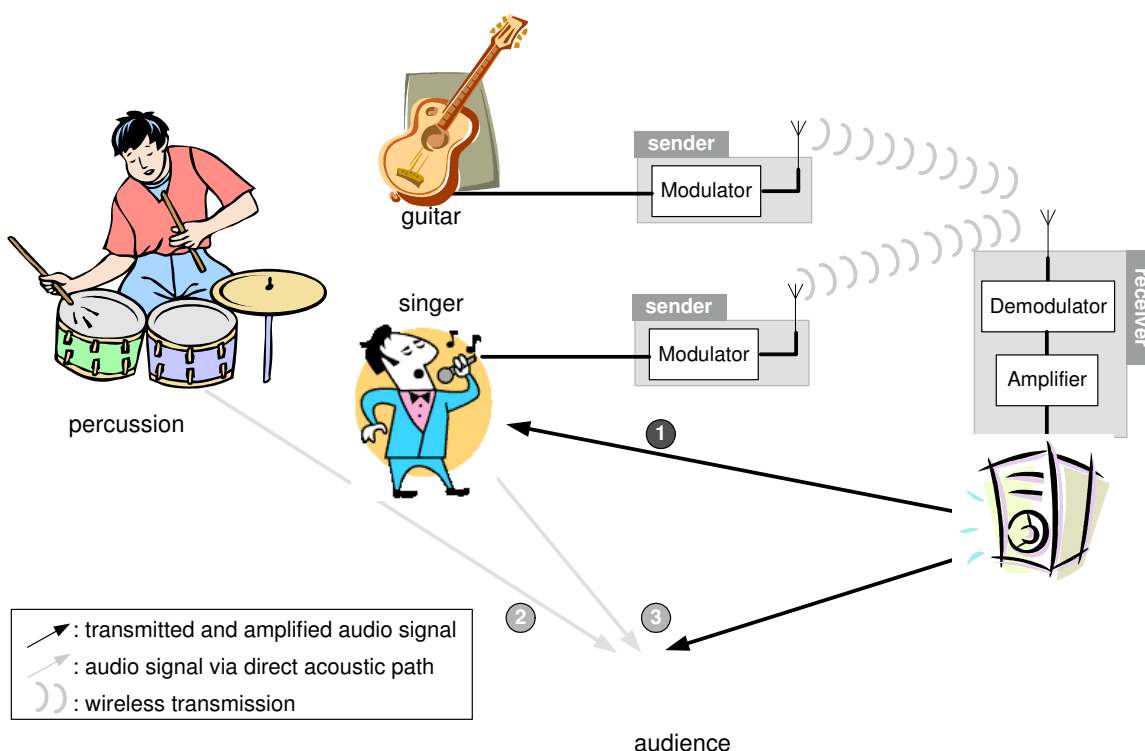 sender
Modulator
guitar
receiver
Demodulator
singer
sender
Modulator
Amplifier
percussion
1
2
3
: transmitted and amplified audio signal
: audio signal via direct acoustic path
: wireless transmission
audience